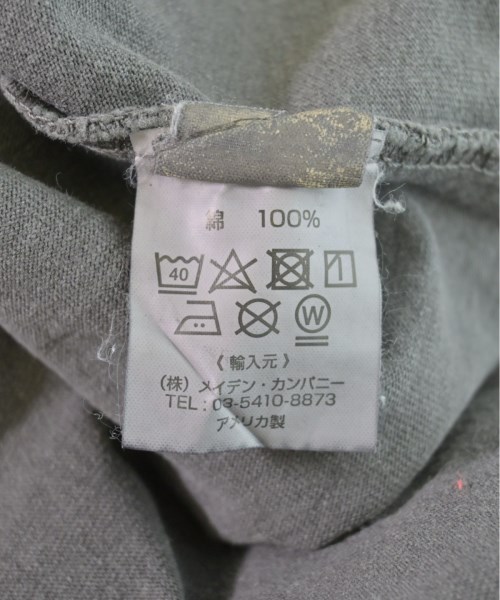 綿 100%
40
W
《 輸入元 》
(株) メイデン・カンパニー
TEL: 03-5410-8873
アメリカ製